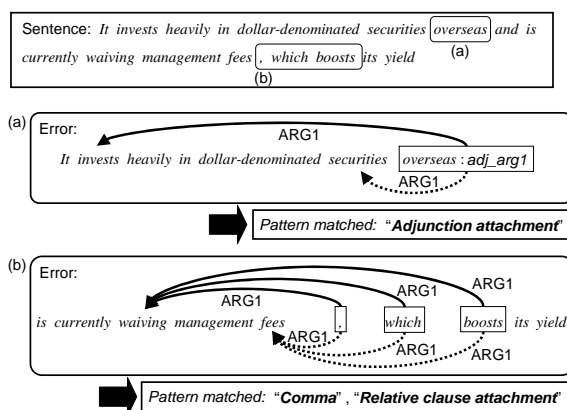 Sentence: It invests heavily in dollar-denominated securities overseas and is
currently waiving management fees , which boosts its yield
(a)
(b)
(a)
Error:
ARG1
It invests heavily in dollar-denominated securities overseas : adj_arg1
ARG1
Pattern matched: "Adjunction attachment"
(b)
Error:
ARG1
ARG1 ARG1
is currently waiving management fees , which boosts its yield
ARG1 ARG1 ARG1
Pattern matched: "Comma" , "Relative clause attachment"